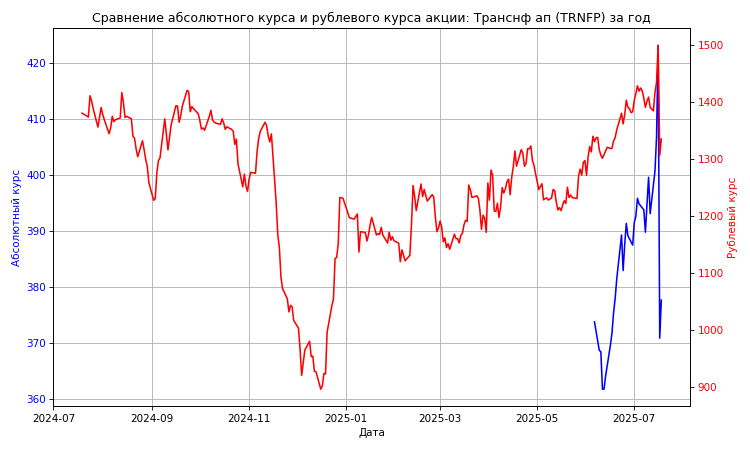 Сравнение абсолютного курса и рублевого курса акции: Транснф ап (TRNFP) за год
420
410
400
390
380
370
360
Абсолютный курс
1500
1400
1300
1200
1100
1000
900
Рублевый курс
2024-07 2024-09 2024-11 2025-01 2025-03 2025-05 2025-07
Дата